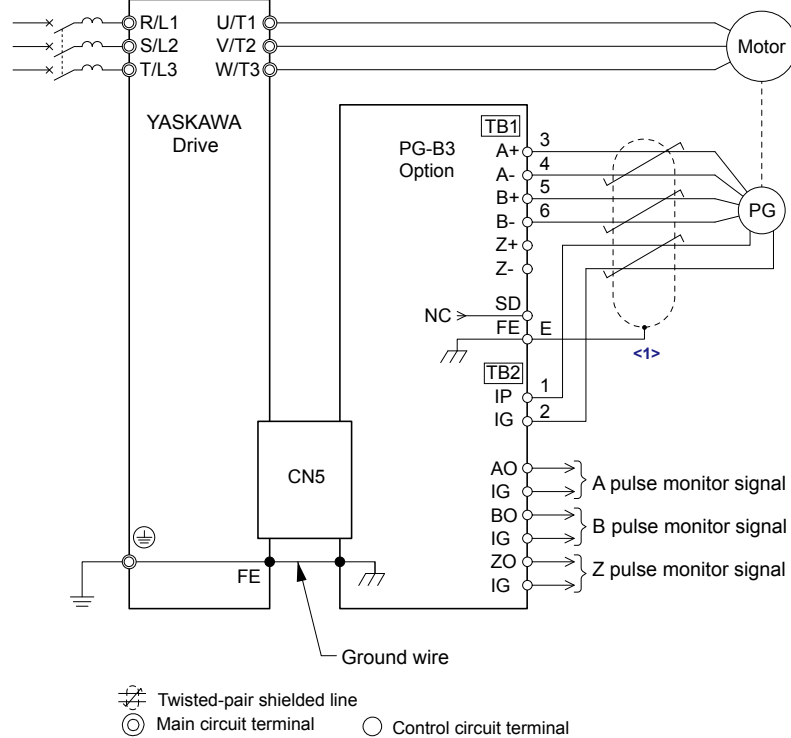 R/L1 U/T1
S/L2 V/T2
T/L3 W/T3
Motor
YASKAWA
Drive
PG-B3
Option
TB1
A+ 3
A- 4
B+ 5
B- 6
Z+
Z-
PG
NC SD
FE E
<1>
TB2
IP 1
IG 2
CN5
AO
IG
A pulse monitor signal
BO
IG
B pulse monitor signal
ZO
IG
Z pulse monitor signal
FE
Ground wire
Twisted-pair shielded line
Main circuit terminal
Control circuit terminal